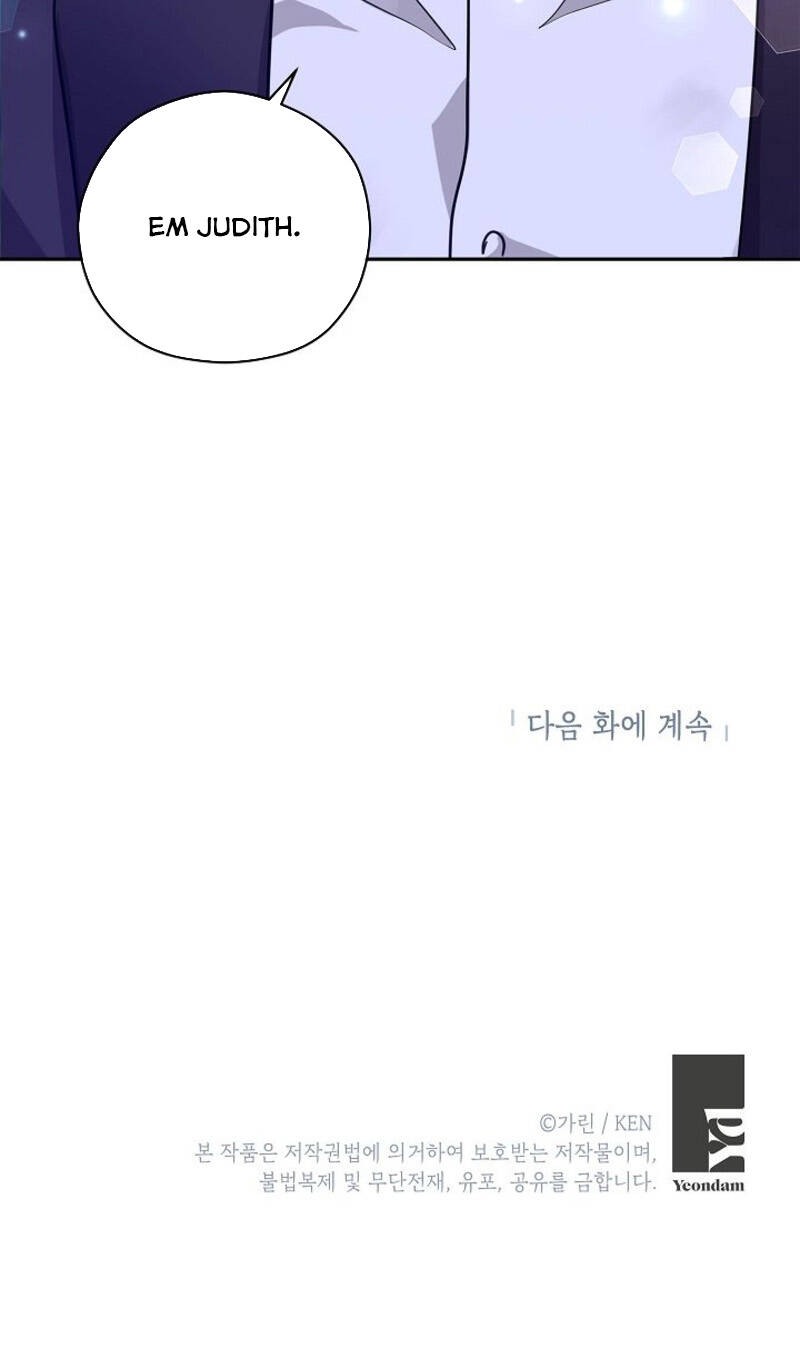 EM JUDITH.
다음 화에 계속
©가린 / KEN
본 작품은 저작권법에 의거하여 보호받는 저작물이며,
불법복제 및 무단전재, 유포, 공유를 금합니다.
Ya
Yeondam